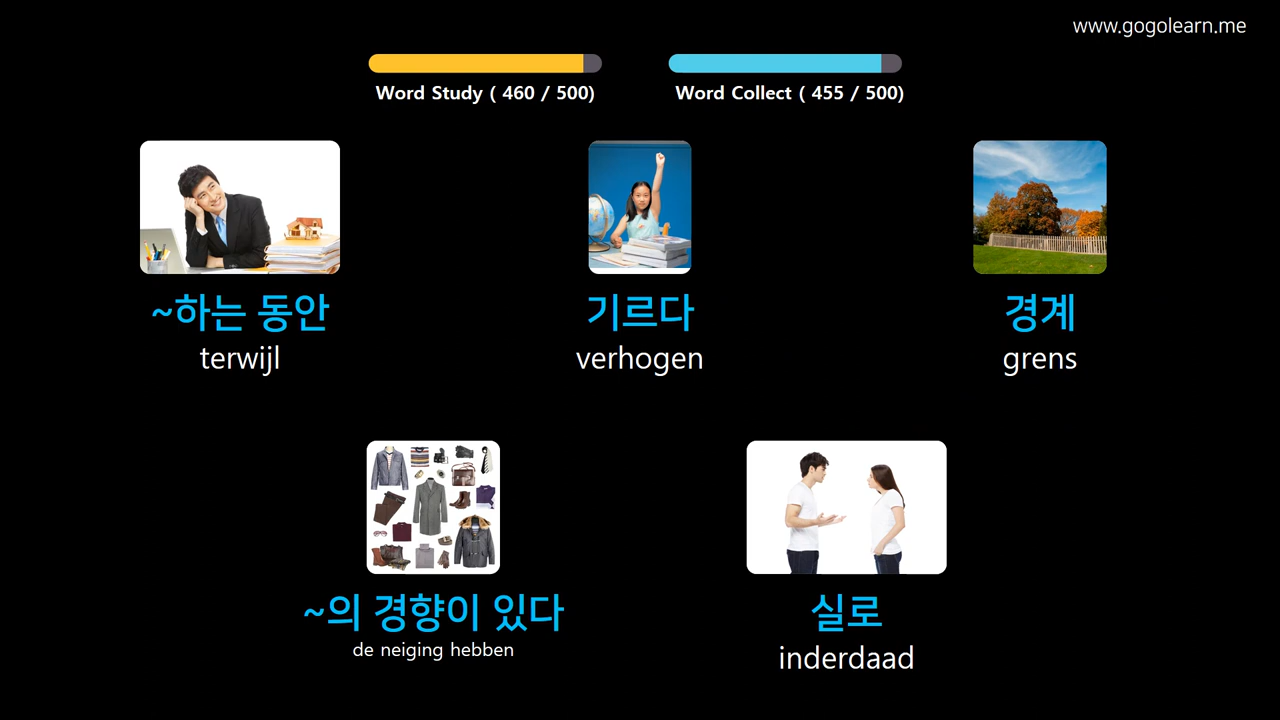 www.gogolearn.me
Word Study ( 460 / 500)
Word Collect ( 455 / 500)
~하는 동안
terwijl
기르다
verhogen
경계
grens
~의 경향이 있다
de neiging hebben
실로
inderdaad